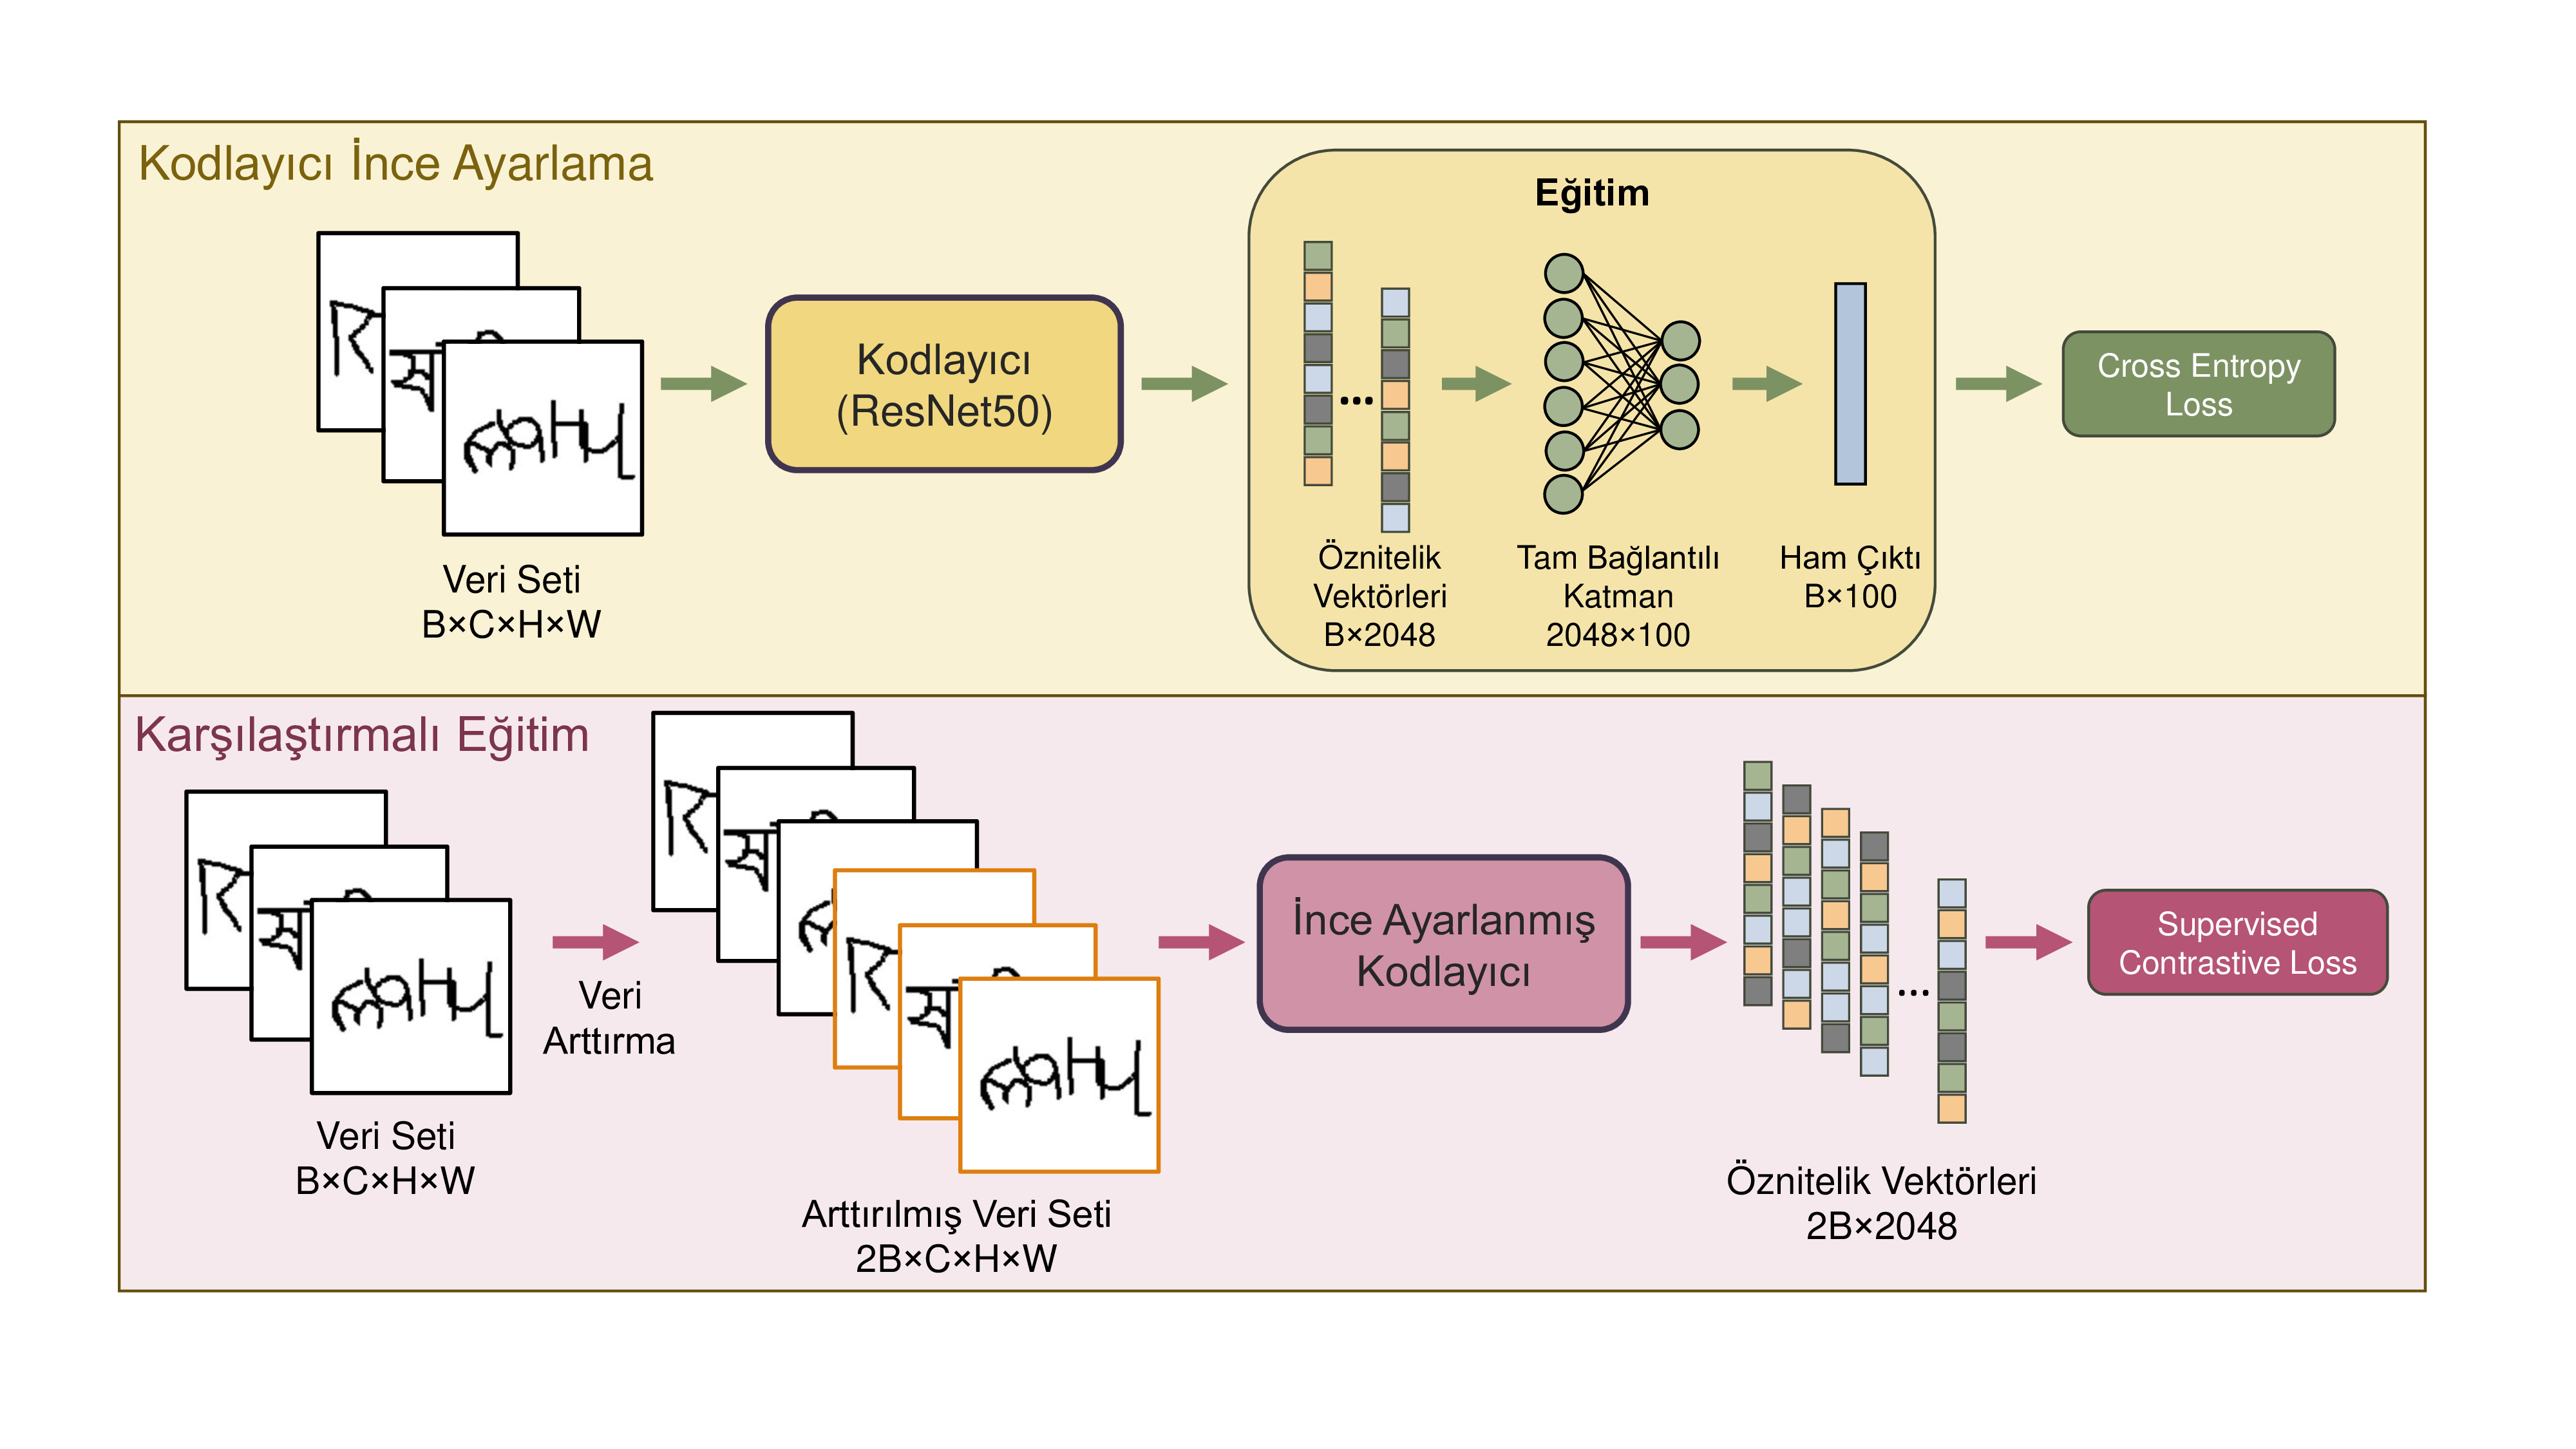 Kodlayıcı İnce Ayarlama
Veri Seti
B×C×H×W
Kodlayıcı
(ResNet50)
Eğitim
Öznitelik
Vektörleri
B×2048
Tam Bağlantılı
Katman
2048×100
Ham Çıktı
B×100
Cross Entropy
Loss
Karşılaştırmalı Eğitim
Veri Seti
B×C×H×W
Veri
Arttırma
Arttırılmış Veri Seti
2B×C×H×W
İnce Ayarlanmış
Kodlayıcı
Öznitelik Vektörleri
2B×2048
Supervised
Contrastive Loss